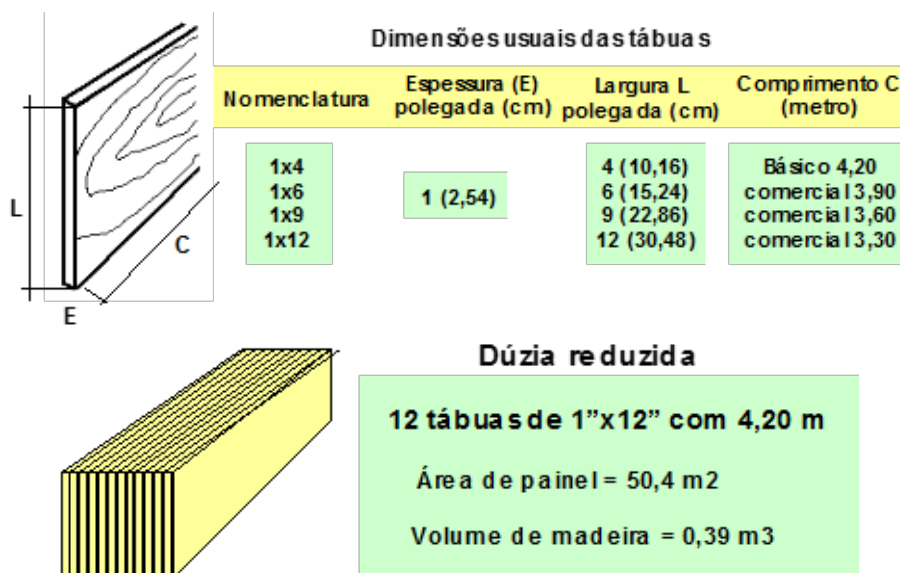 Dimensões usuais das tábuas
Nomenclatura
Espessura (E)
polegada (cm)
Largura L
polegada (cm)
Comprimento C
(metro)
1x4
1x6
1x9
1x12
1 (2,54)
4 (10,16)
6 (15,24)
9 (22,86)
12 (30,48)
Básico 4,20
comercial 3,90
comercial 3,60
comercial 3,30
L
C
E
Dúzia reduzida
12 tábuas de 1”x12” com 4,20 m
Área de painel = 50,4 m2
Volume de madeira = 0,39 m3